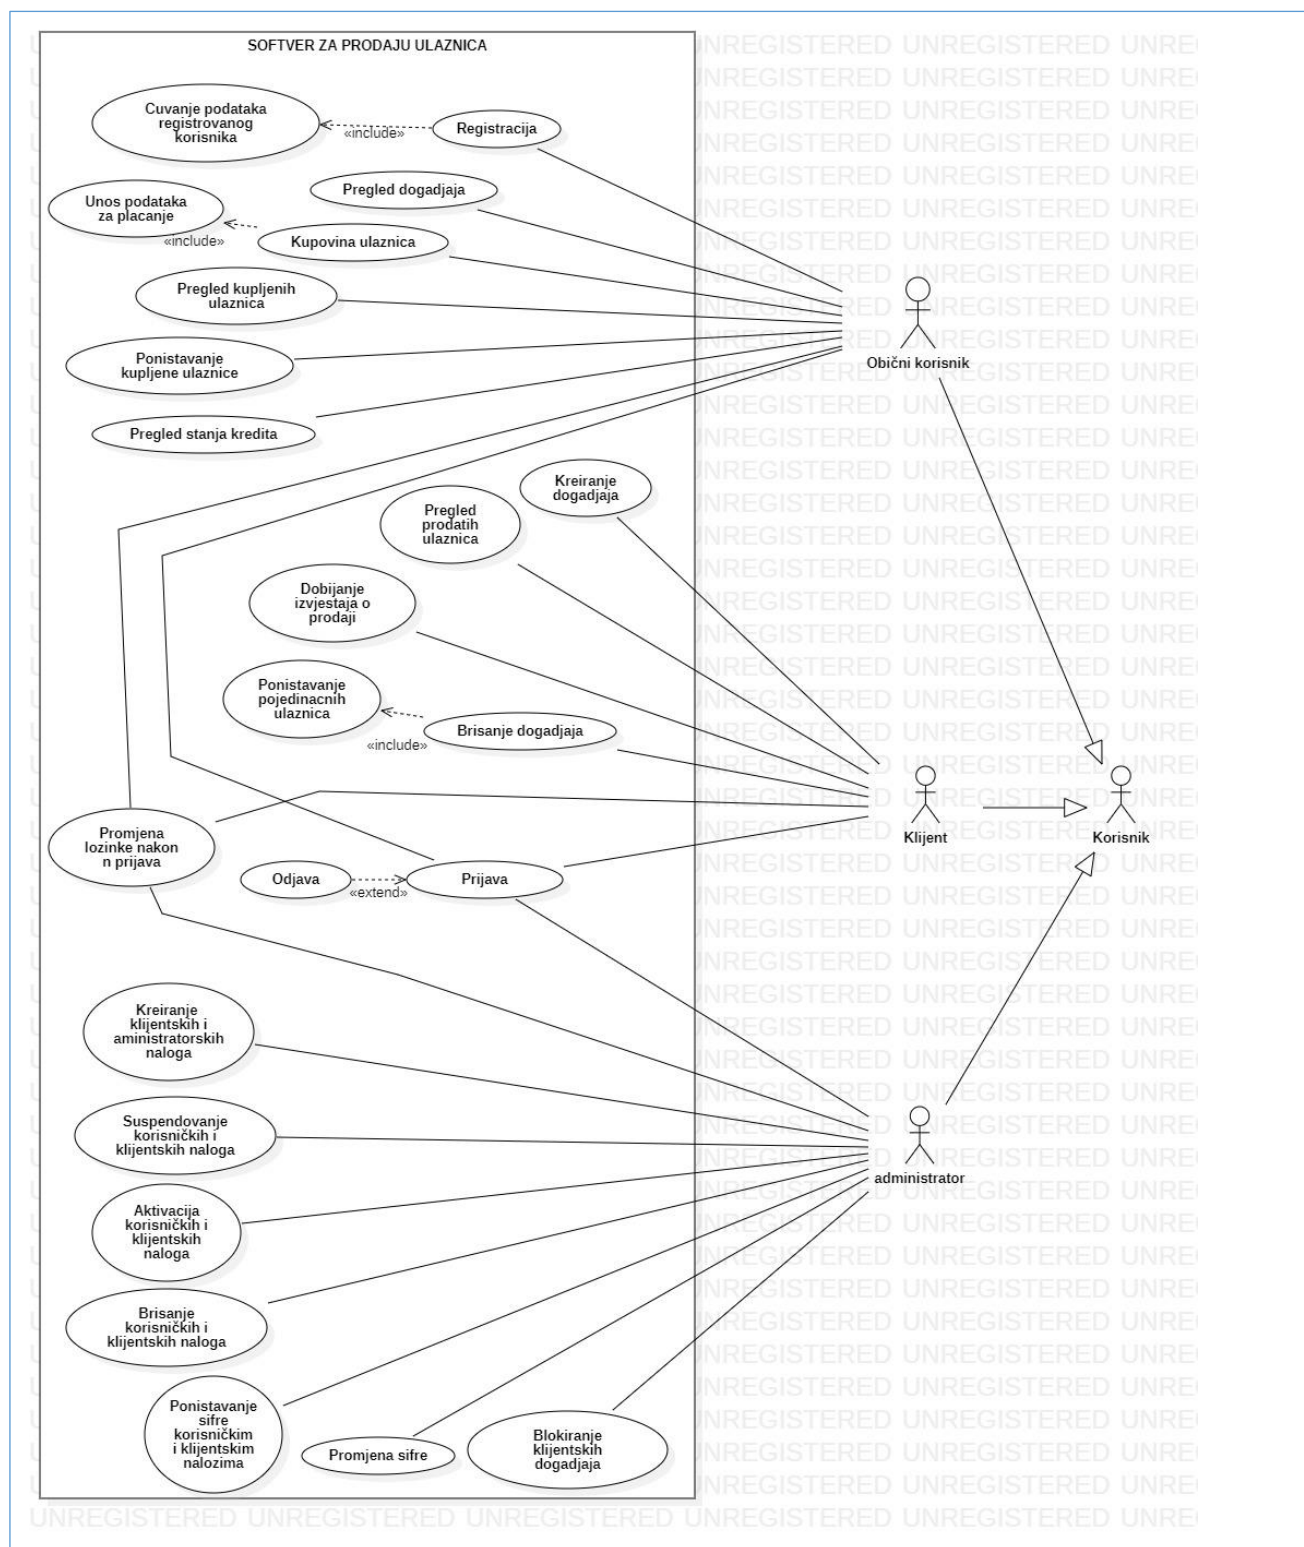 SOFTVER ZA PRODAJU ULAZNICA
Cuvanje podataka
registrovanog
korisnika
«include»
Registracija
Pregled dogadjaja
Unos podataka
za placanje
«include»
Kupovina ulaznica
Pregled kupljenih
ulaznica
Obični korisnik
Ponistavanje
kupljene ulaznice
Pregled stanja kredita
Kreiranje
dogadjaja
Pregled
prodatih
ulaznica
Dobijanje
izvjestaja o
prodaji
Ponistavanje
pojedinacnih
ulaznica
«include»
Brisanje dogadjaja
Klijent
Korisnik
Promjena
lozinke nakon
n prijava
Odjava
«extend»
Prijava
Kreiranje
klijentskih i
aministratorskih
naloga
Suspendovanje
korisničkih i
klijentskih naloga
administrator
Aktivacija
korisničkih i
klijentskih
naloga
Brisanje
korisničkih i
klijentskih naloga
Ponistavanje
sifre
korisničkim
i klijentskim
nalozima
Promjena sifre
Blokiranje
klijentskih
dogadjaja
UNREGISTERED UNREGISTERED UNREGISTERED UNREGISTERED UNREGISTERED UNRE